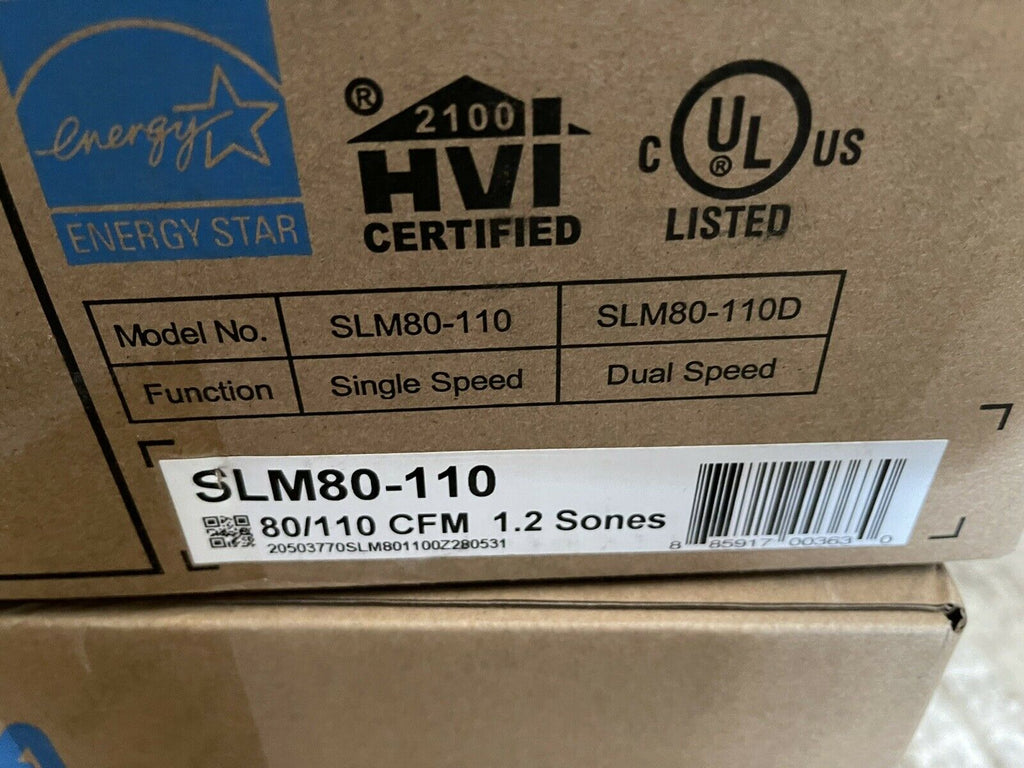 energy
ENERGY STAR
®
2100
HVI
CERTIFIED
C UL® US
LISTED
Model No. SLM80-110 SLM80-110D
Function Single Speed Dual Speed
SLM80-110
80/110 CFM 1.2 Sones
20503770SLM801100Z280531
8 85917 00363 0